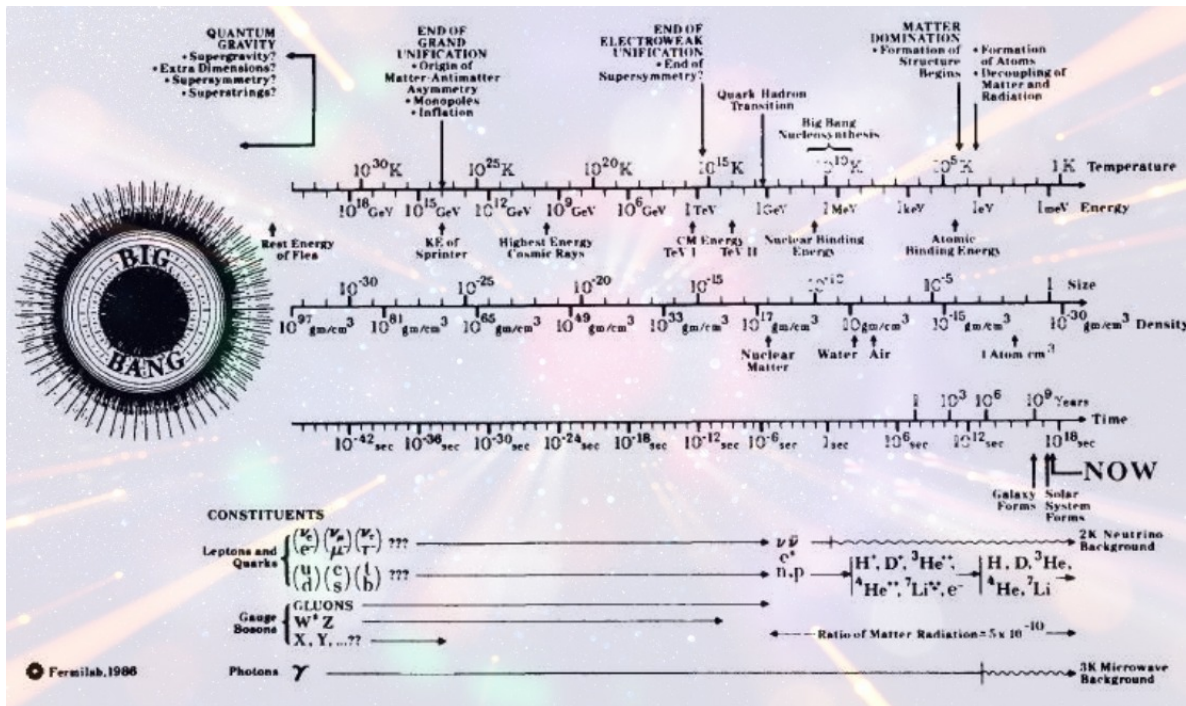 QUANTUM
GRAVITY
• Supergravity?
• Extra Dimensions?
• Supersymmetry?
• Superstrings?
END OF
GRAND
UNIFICATION
• Origin of
Matter-Antimatter
Asymmetry
• Monopoles
• Inflation
END OF
ELECTROWEAK
UNIFICATION
• End of
Supersymmetry?
Quark Hadron
Transition
Big Bang
Nucleosynthesis
MATTER
DOMINATION
• Formation of
Structure
Begins
• Formation
of Atoms
• Decoupling of
Matter and
Radiation
10³⁰K 10²⁵K 10²⁰K 10¹⁵K 10¹⁰K 10⁵K 1K Temperature
10¹⁸GeV 10¹⁵GeV 10¹²GeV 10⁹GeV 10⁶GeV 1TeV 1GeV 1MeV 1keV 1eV 1meV Energy
Rest Energy
of Flea
KE of
Sprinter
Highest Energy
Cosmic Rays
CM Energy
TeV I TeV II
Nuclear Binding
Energy
Atomic
Binding Energy
BIG
BANG
10⁻³⁰ 10⁻²⁵ 10⁻²⁰ 10⁻¹⁵ 10⁻¹⁰ 10⁻⁵ 1 Size
10⁹⁷gm/cm³ 10⁸¹gm/cm³ 10⁶⁵gm/cm³ 10⁴⁹gm/cm³ 10³³gm/cm³ 10¹⁷gm/cm³ 10gm/cm³ 10⁻¹⁵gm/cm³ 10⁻³⁰gm/cm³ Density
Nuclear
Matter
Water Air
1 Atom cm³
1 10³ 10⁶ 10⁹ Years
Time
10⁻⁴²sec 10⁻³⁶sec 10⁻³⁰sec 10⁻²⁴sec 10⁻¹⁸sec 10⁻¹²sec 10⁻⁶sec 1sec 10⁶sec 10¹²sec 10¹⁸sec
NOW
Galaxy
Forms
Solar
System
Forms
CONSTITUENTS
Leptons and
Quarks
(νe e) (νμ μ) (ντ τ) ???
(u d) (c s) (t b) ???
ν ν̄
e⁺
n,p
H⁺, D⁺, ³He⁺⁺,
⁴He⁺⁺, ⁷Li⁺⁺⁺, e⁻
H, D, ³He,
⁴He, ⁷Li
2K Neutrino
Background
Gauge
Bosons
GLUONS
W⁺ Z
X, Y, ...??
Ratio of Matter Radiation=5 x 10⁻¹⁰
Photons γ
3K Microwave
Background
Fermilab,1986